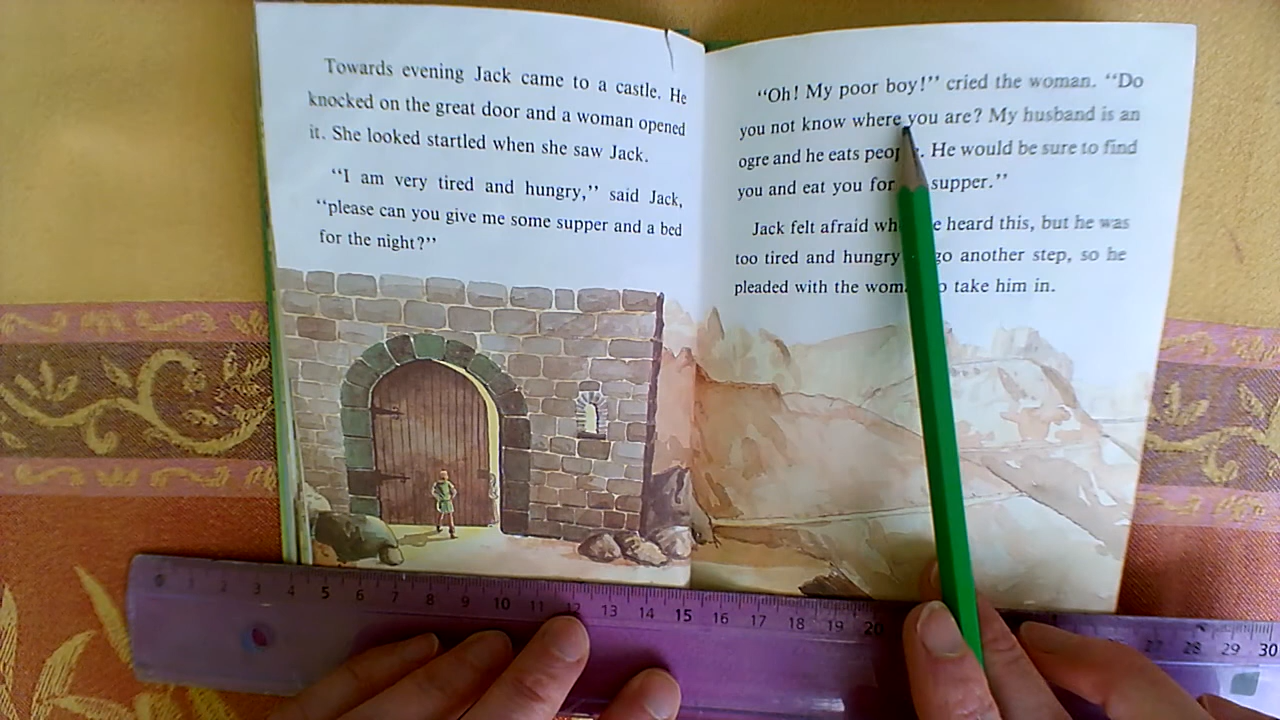 Towards evening Jack came to a castle. He
knocked on the great door and a woman opened
it. She looked startled when she saw Jack.
“I am very tired and hungry,” said Jack,
“please can you give me some supper and a bed
for the night?”
“Oh! My poor boy!” cried the woman. “Do
you not know where you are? My husband is an
ogre and he eats . He would be sure to find
you and eat you for supper.”
Jack felt afraid heard this, but he was
too tired and hungry go another step, so he
pleaded with the take him in.
0 1 2 3 4 5 6 7 8 9 10 11 12 13 14 15 16 17 18 19 20 27 28 29 30